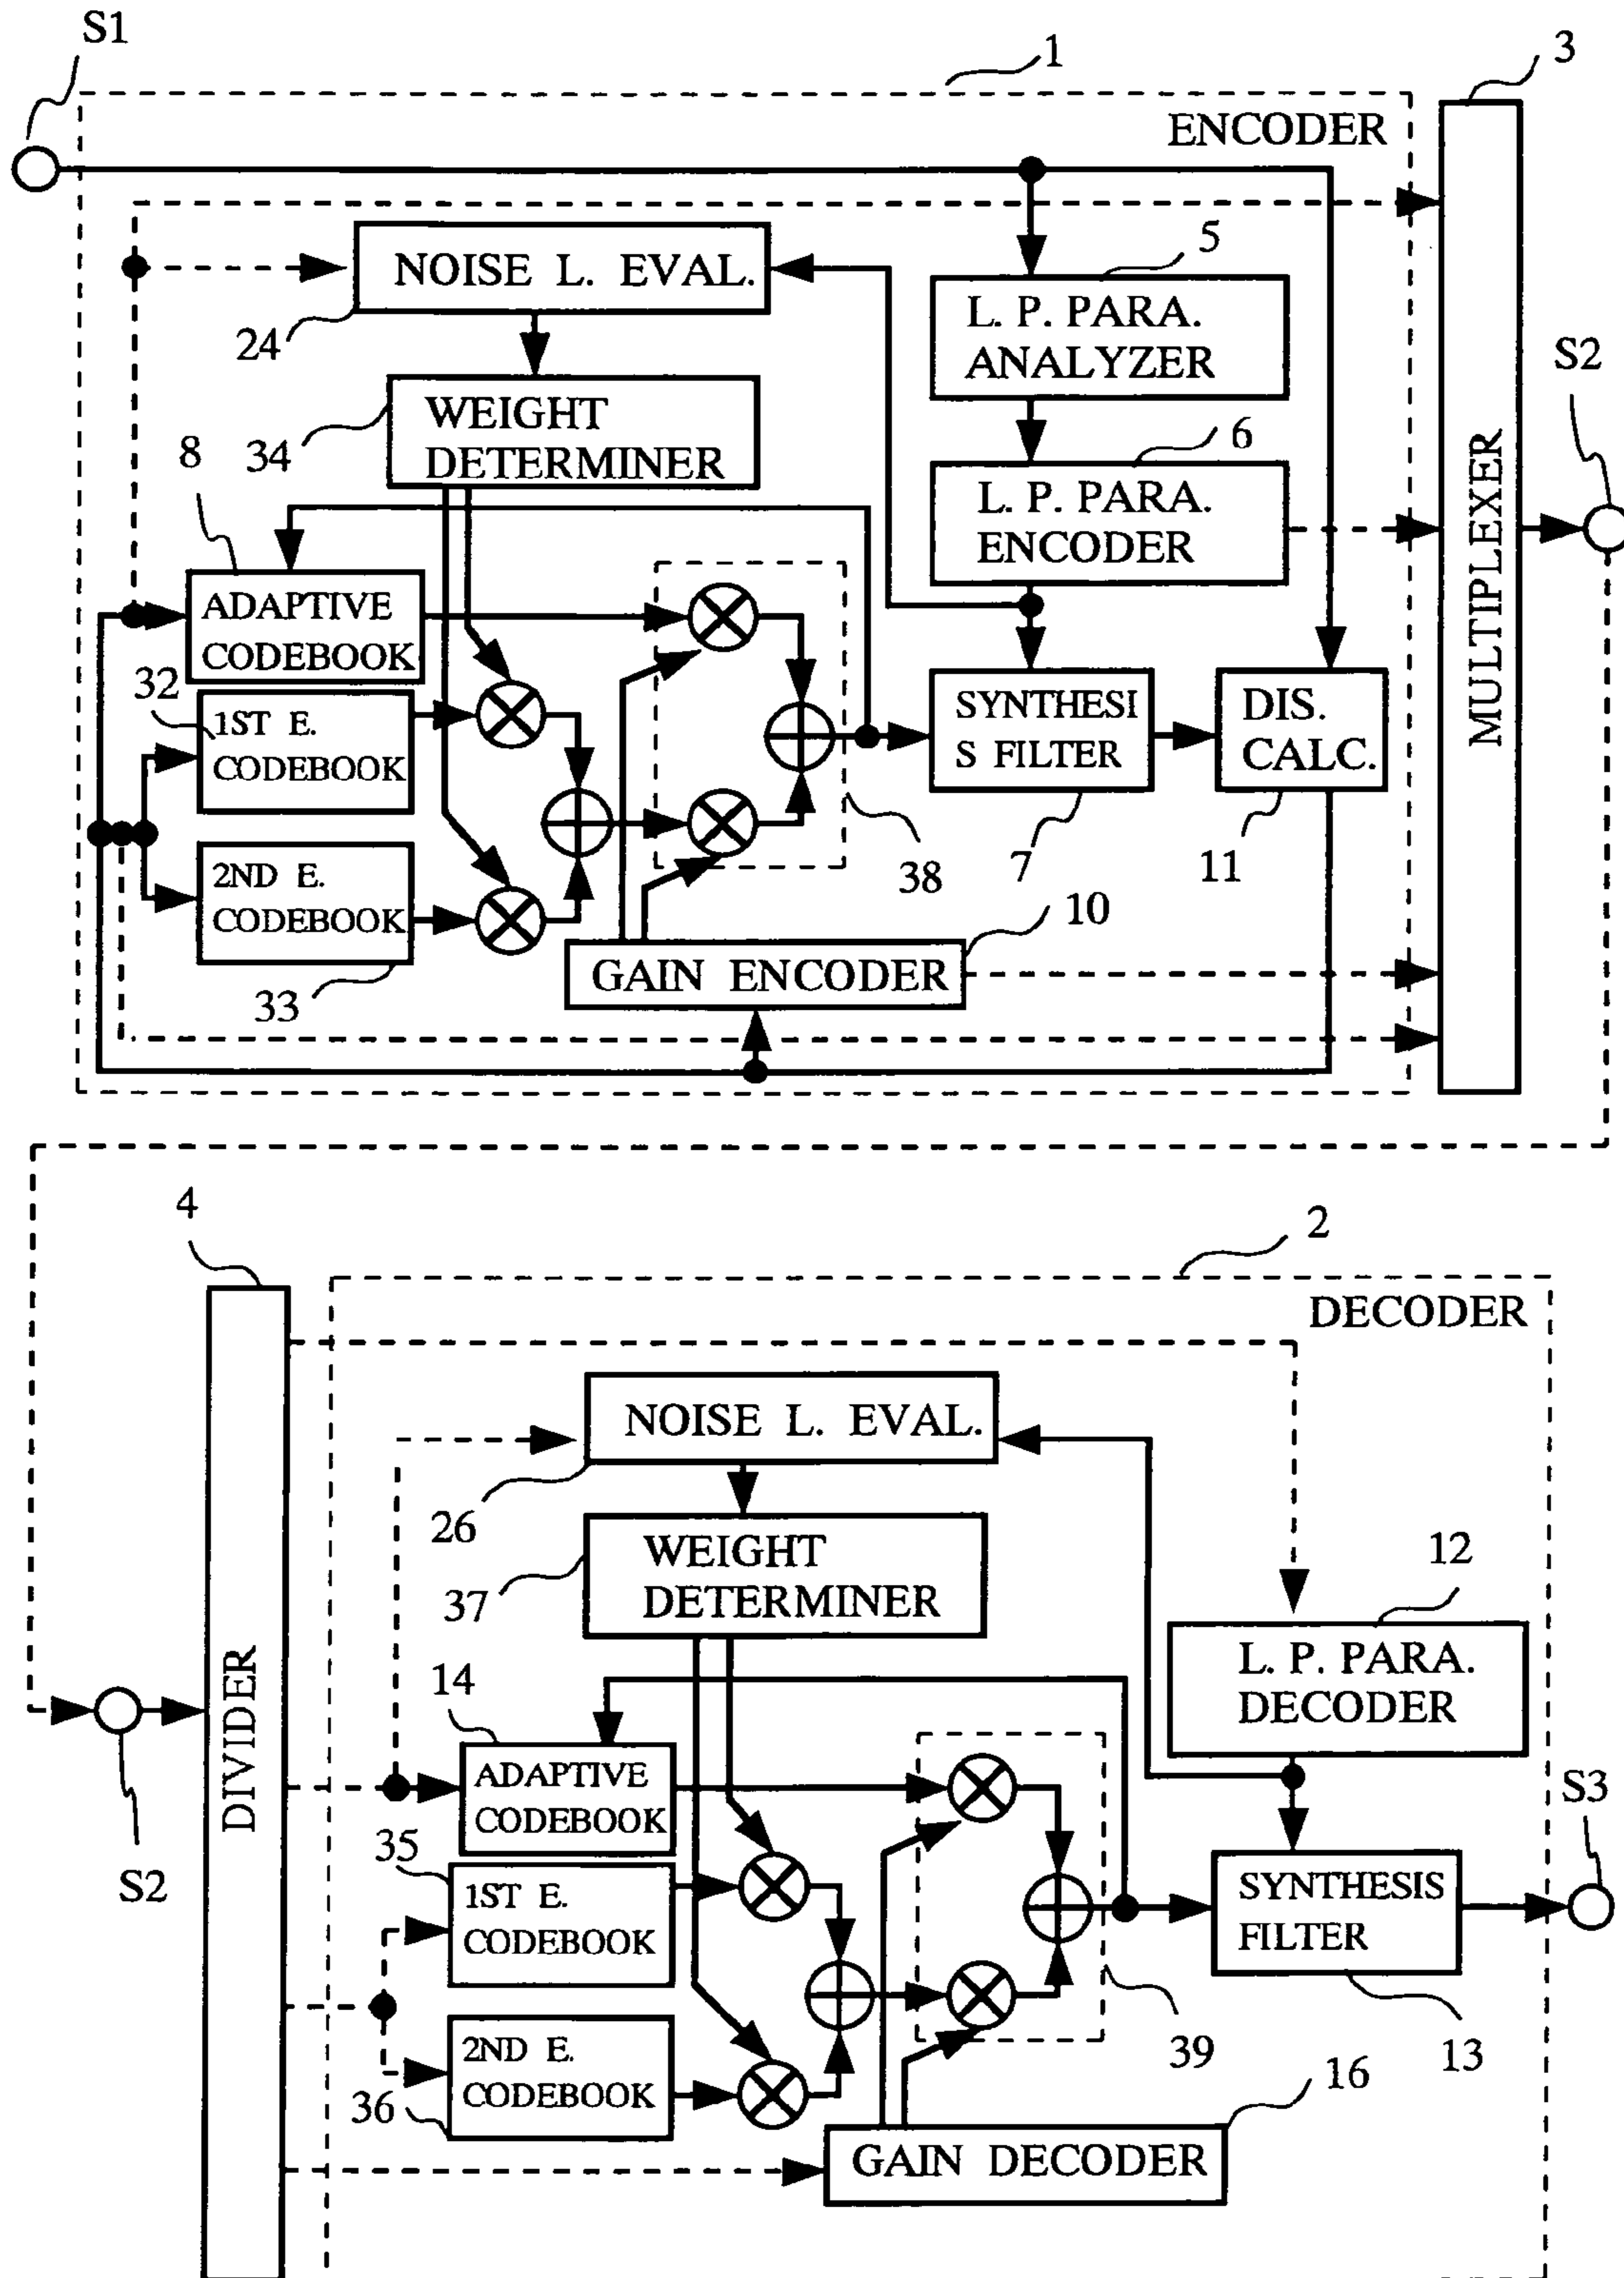 S1
1
3
ENCODER
5
NOISE L. EVAL.
24
L. P. PARA.
ANALYZER
S2
8
34
WEIGHT
DETERMINER
6
L. P. PARA.
ENCODER
MULTIPLEXER
ADAPTIVE
CODEBOOK
32
1ST E.
CODEBOOK
SYNTHESI
S FILTER
DIS.
CALC.
2ND E.
CODEBOOK
38
7
11
10
33
GAIN ENCODER
4
2
DECODER
NOISE L. EVAL.
26
WEIGHT
DETERMINER
37
12
L. P. PARA.
DECODER
DIVIDER
14
ADAPTIVE
CODEBOOK
S3
S2
35
1ST E.
CODEBOOK
SYNTHESIS
FILTER
2ND E.
CODEBOOK
36
39
13
16
GAIN DECODER